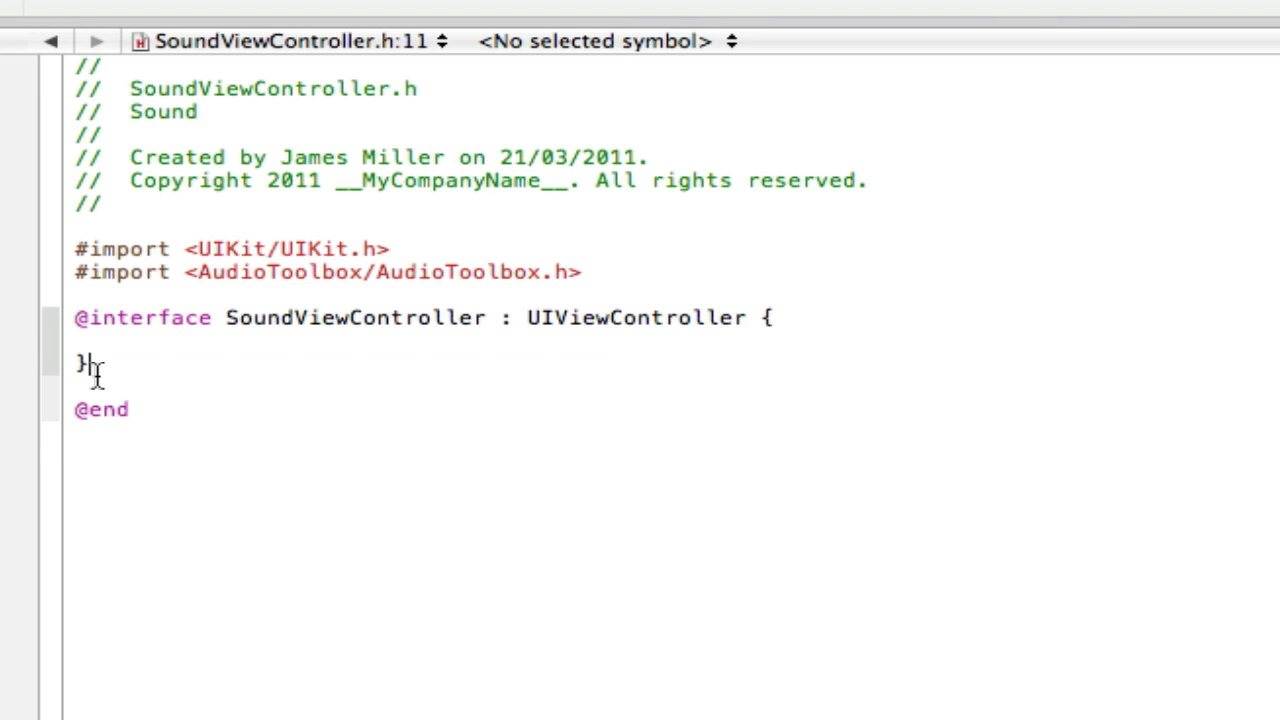 SoundViewController.h:11 <No selected symbol>
//
// SoundViewController.h
// Sound
//
// Created by James Miller on 21/03/2011.
// Copyright 2011 __MyCompanyName__. All rights reserved.
//
#import <UIKit/UIKit.h>
#import <AudioToolbox/AudioToolbox.h>
@interface SoundViewController : UIViewController {
}
@end